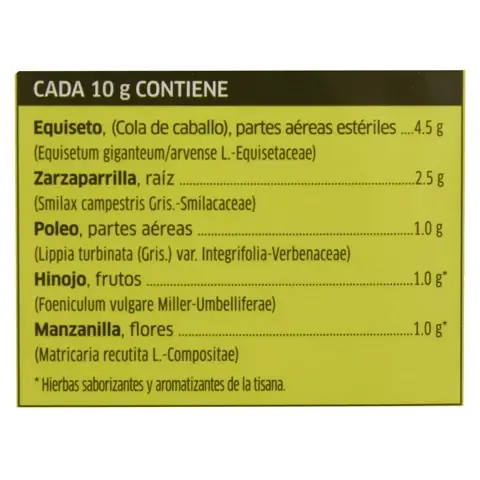 CADA 10 g CONTIENE
Equiseto, (Cola de caballo), partes aéreas estériles ....4.5 g
(Equisetum giganteum/arvense L.-Equisetaceae)
Zarzaparrilla, raíz ........................................................ 2.5 g
(Smilax campestris Gris.-Smilacaceae)
Poleo, partes aéreas ..................................................... 1.0 g
(Lippia turbinata (Gris.) var. Integrifolia-Verbenaceae)
Hinojo, frutos ................................................................1.0 g*
(Foeniculum vulgare Miller-Umbelliferae)
Manzanilla, flores .........................................................1.0 g*
(Matricaria recutita L.-Compositae)
* Hierbas saborizantes y aromatizantes de la tisana.